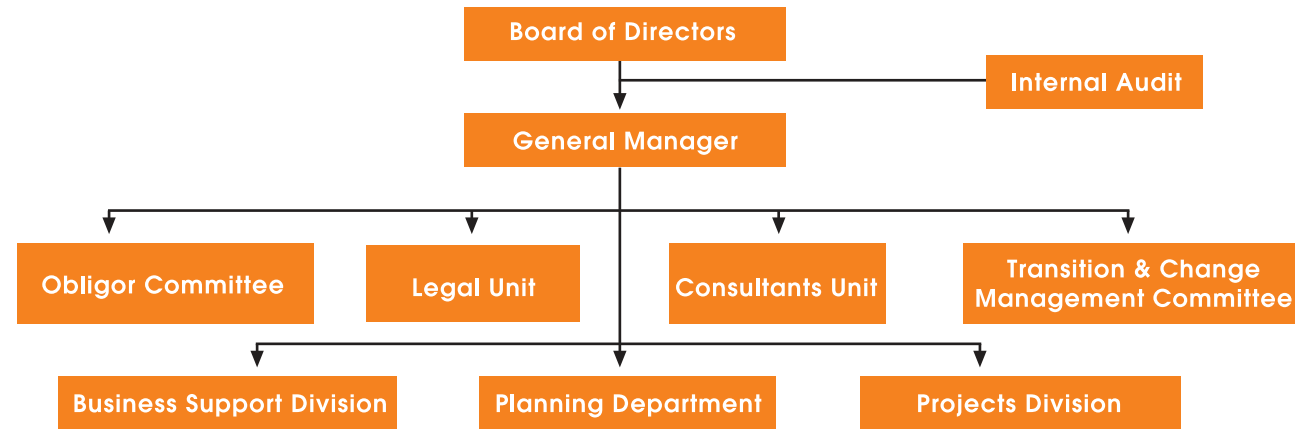 Board of Directors
Internal Audit
General Manager
Obligor Committee
Legal Unit
Consultants Unit
Transition & Change
Management Committee
Business Support Division
Planning Department
Projects Division